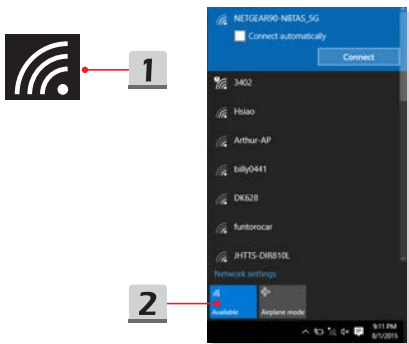 NETGEAR90-NBTAS_5G
Connect automatically
1
Connect
3402
Hsiao
Arthur-AP
billy0441
DK628
funtorocar
JHTTS-DIR810L
Network settings
2
Available
Airplane mode
9:11 PM
8/1/2015